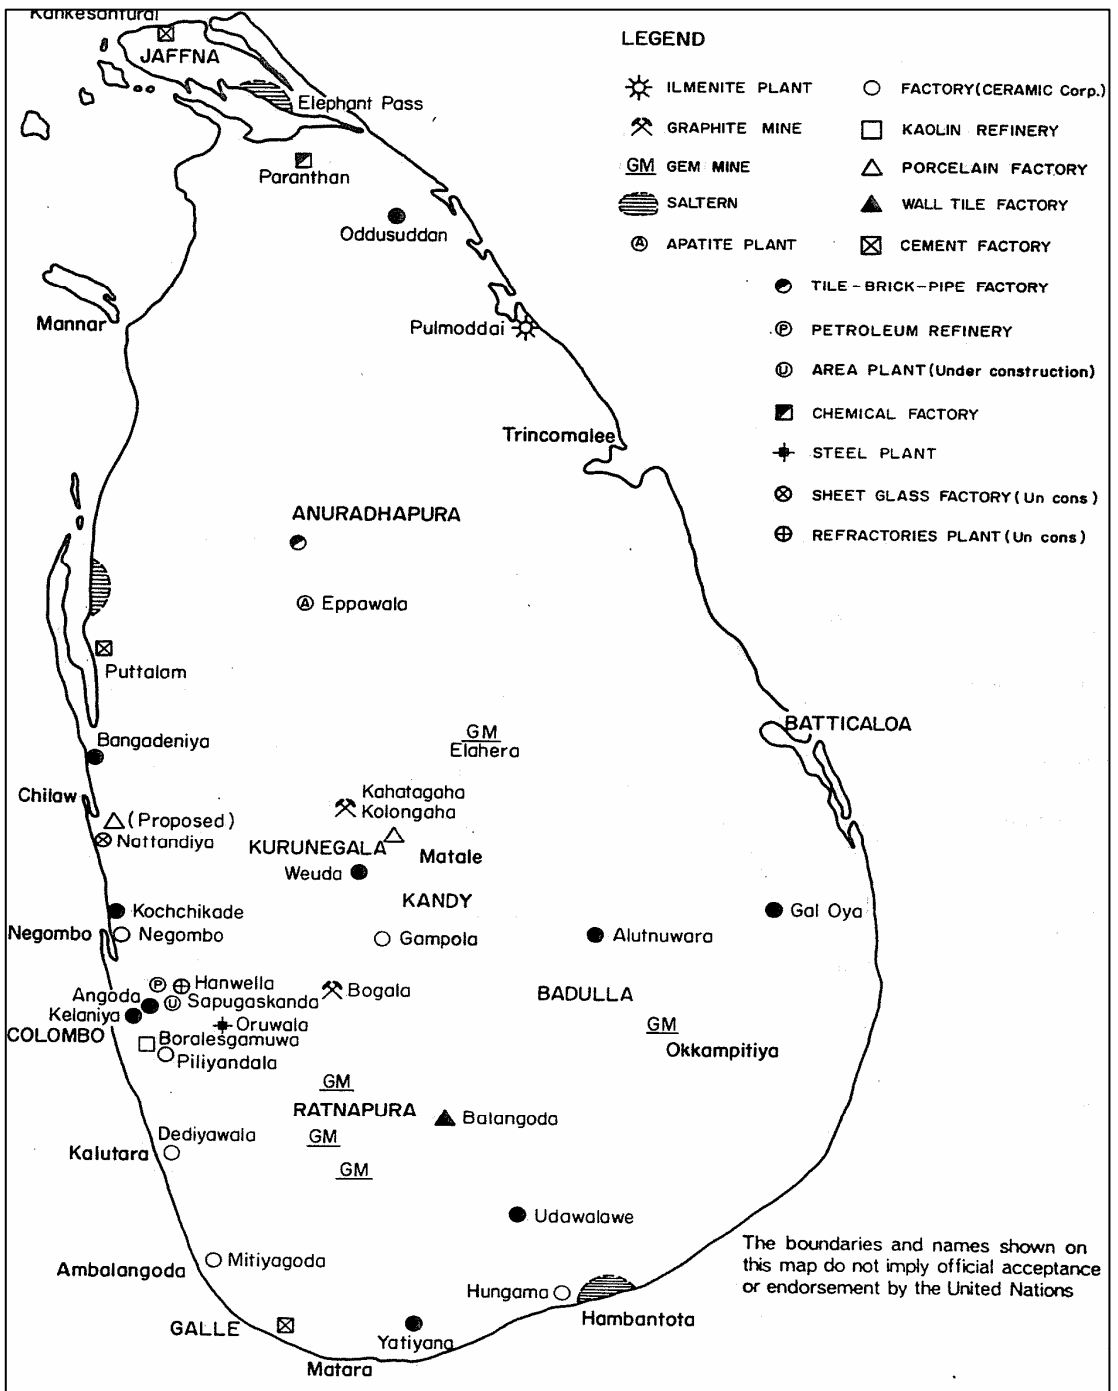 Kankesanturai
JAFFNA
Elephant Pass
Paranthan
Oddusuddan
Mannar
Pulmoddai
Trincomalee
ANURADHAPURA
A Eppawala
Puttalam
Bangadeniya
GM
Elahera
BATTICALOA
Chilaw
Kahatagaha
Kolongaha
(Proposed)
Nattandiya
KURUNEGALA
Matale
Weuda
KANDY
Kochchikade
Gal Oya
Negombo
Negombo
Gampola
Alutnuwara
P Hanwella
Angoda
U Sapugaskanda
Bogala
BADULLA
Kelaniya
Oruwala
GM
COLOMBO
Boralesgamuwa
Okkampitiya
Piliyandala
GM
RATNAPURA
Balangoda
Dediyawala
GM
Kalutara
GM
Udawalawe
Mitiyagoda
Ambalangoda
Hungama
Hambantota
GALLE
Yatiyana
Matara
LEGEND
ILMENITE PLANT
GRAPHITE MINE
GM GEM MINE
SALTERN
A APATITE PLANT
FACTORY(CERAMIC Corp.)
KAOLIN REFINERY
PORCELAIN FACTORY
WALL TILE FACTORY
CEMENT FACTORY
TILE-BRICK-PIPE FACTORY
P PETROLEUM REFINERY
U AREA PLANT(Under construction)
CHEMICAL FACTORY
STEEL PLANT
SHEET GLASS FACTORY(Un cons)
REFRACTORIES PLANT(Un cons)
The boundaries and names shown on
this map do not imply official acceptance
or endorsement by the United Nations